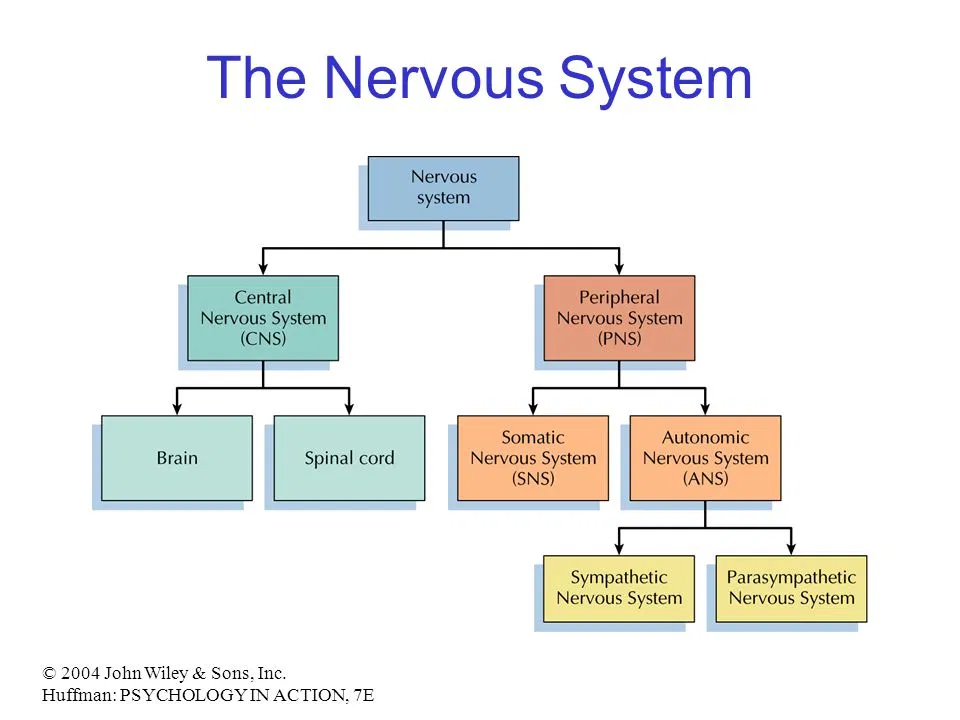 The Nervous System
Nervous
system
Central
Nervous System
(CNS)
Peripheral
Nervous System
(PNS)
Brain
Spinal cord
Somatic
Nervous System
(SNS)
Autonomic
Nervous System
(ANS)
Sympathetic
Nervous System
Parasympathetic
Nervous System
© 2004 John Wiley & Sons, Inc.
Huffman: PSYCHOLOGY IN ACTION, 7E